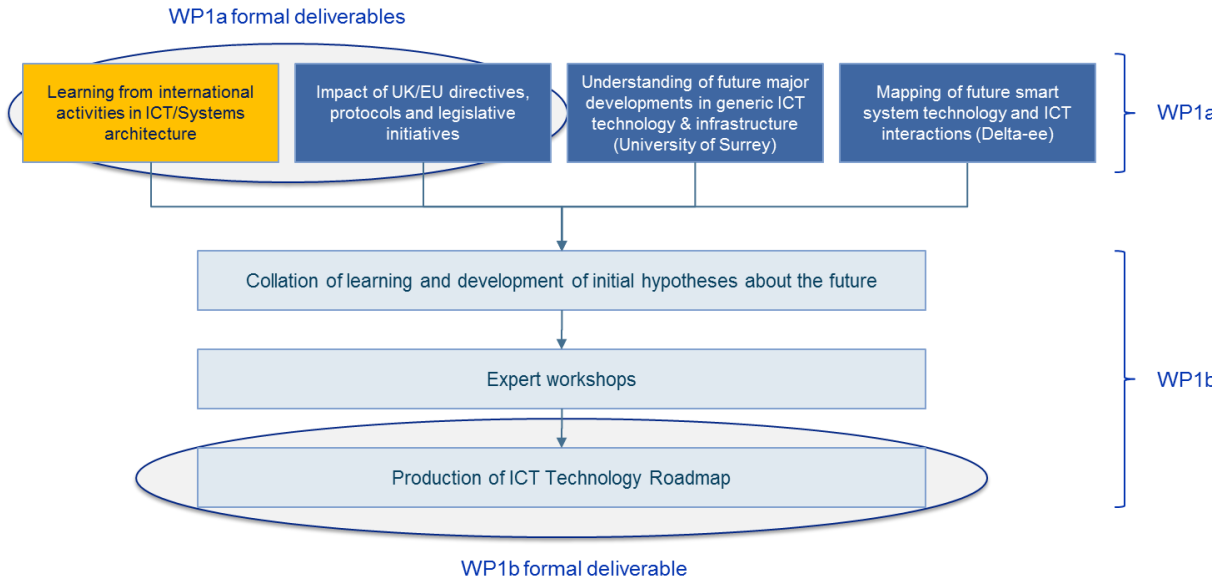 WP1a formal deliverables
Learning from international
activities in ICT/Systems
architecture
Impact of UK/EU directives,
protocols and legislative
initiatives
Understanding of future major
developments in generic ICT
technology & infrastructure
(University of Surrey)
Mapping of future smart
system technology and ICT
interactions (Delta-ee)
WP1a
Collation of learning and development of initial hypotheses about the future
Expert workshops
WP1b
Production of ICT Technology Roadmap
WP1b formal deliverable